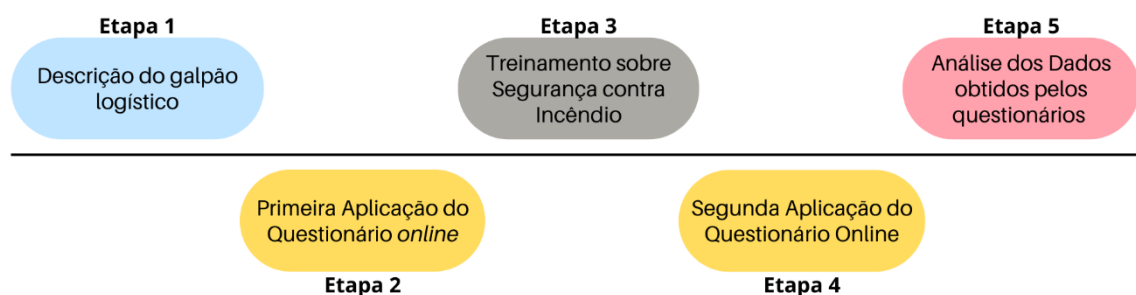 Etapa 1
Descrição do galpão
logístico
Primeira Aplicação do
Questionário online
Etapa 2
Etapa 3
Treinamento sobre
Segurança contra
Incêndio
Segunda Aplicação do
Questionário Online
Etapa 4
Etapa 5
Análise dos Dados
obtidos pelos
questionários